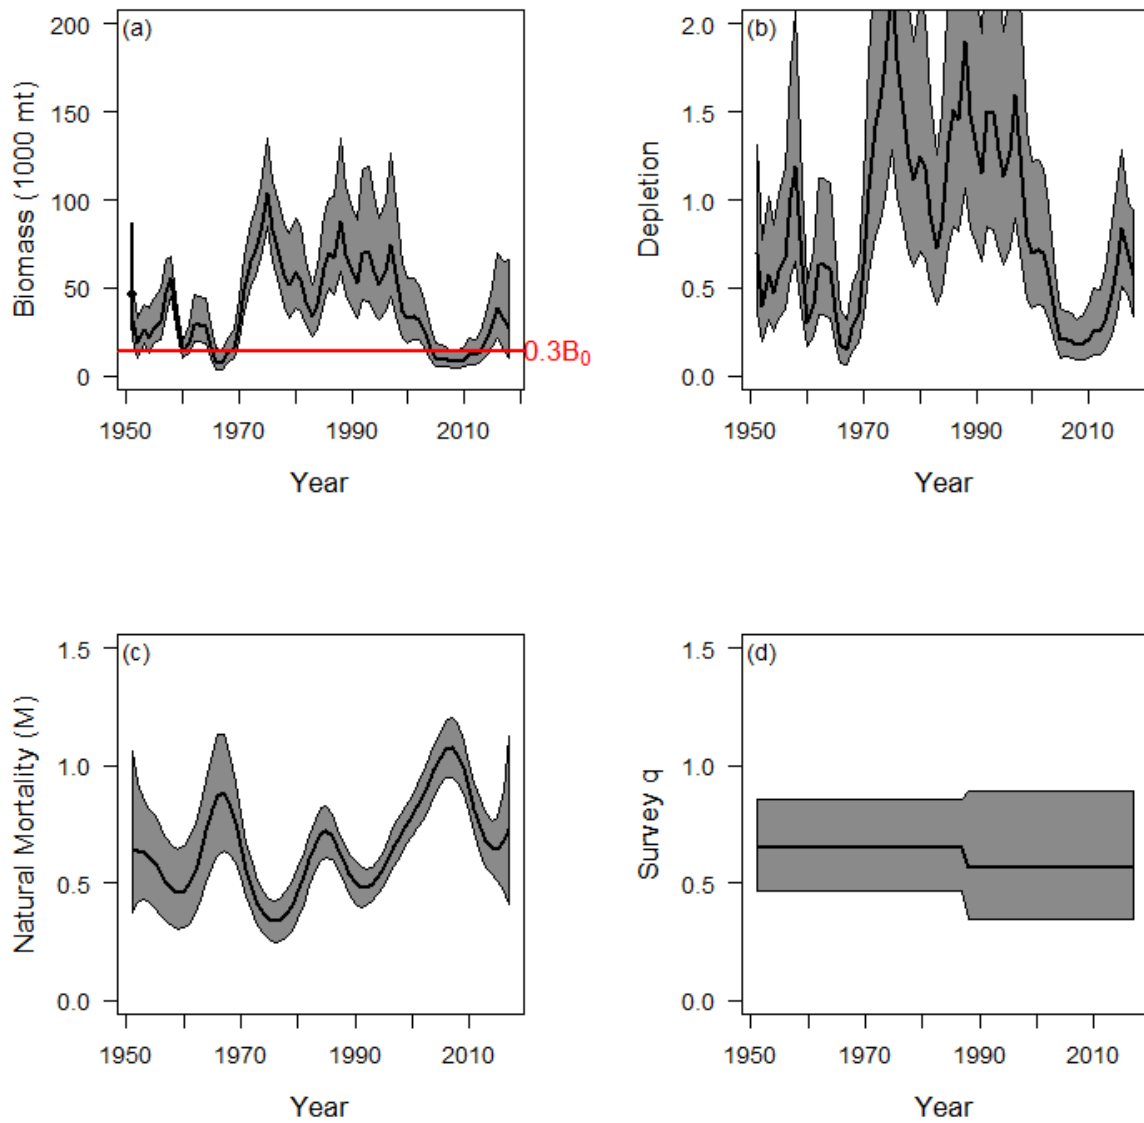 (a)
200
150
100
50
0
Biomass (1000 mt)
0.3B₀
1950 1970 1990 2010
Year
(b)
2.0
1.5
1.0
0.5
0.0
Depletion
1950 1970 1990 2010
Year
(c)
1.5
1.0
0.5
0.0
Natural Mortality (M)
1950 1970 1990 2010
Year
(d)
1.5
1.0
0.5
0.0
Survey q
1950 1970 1990 2010
Year